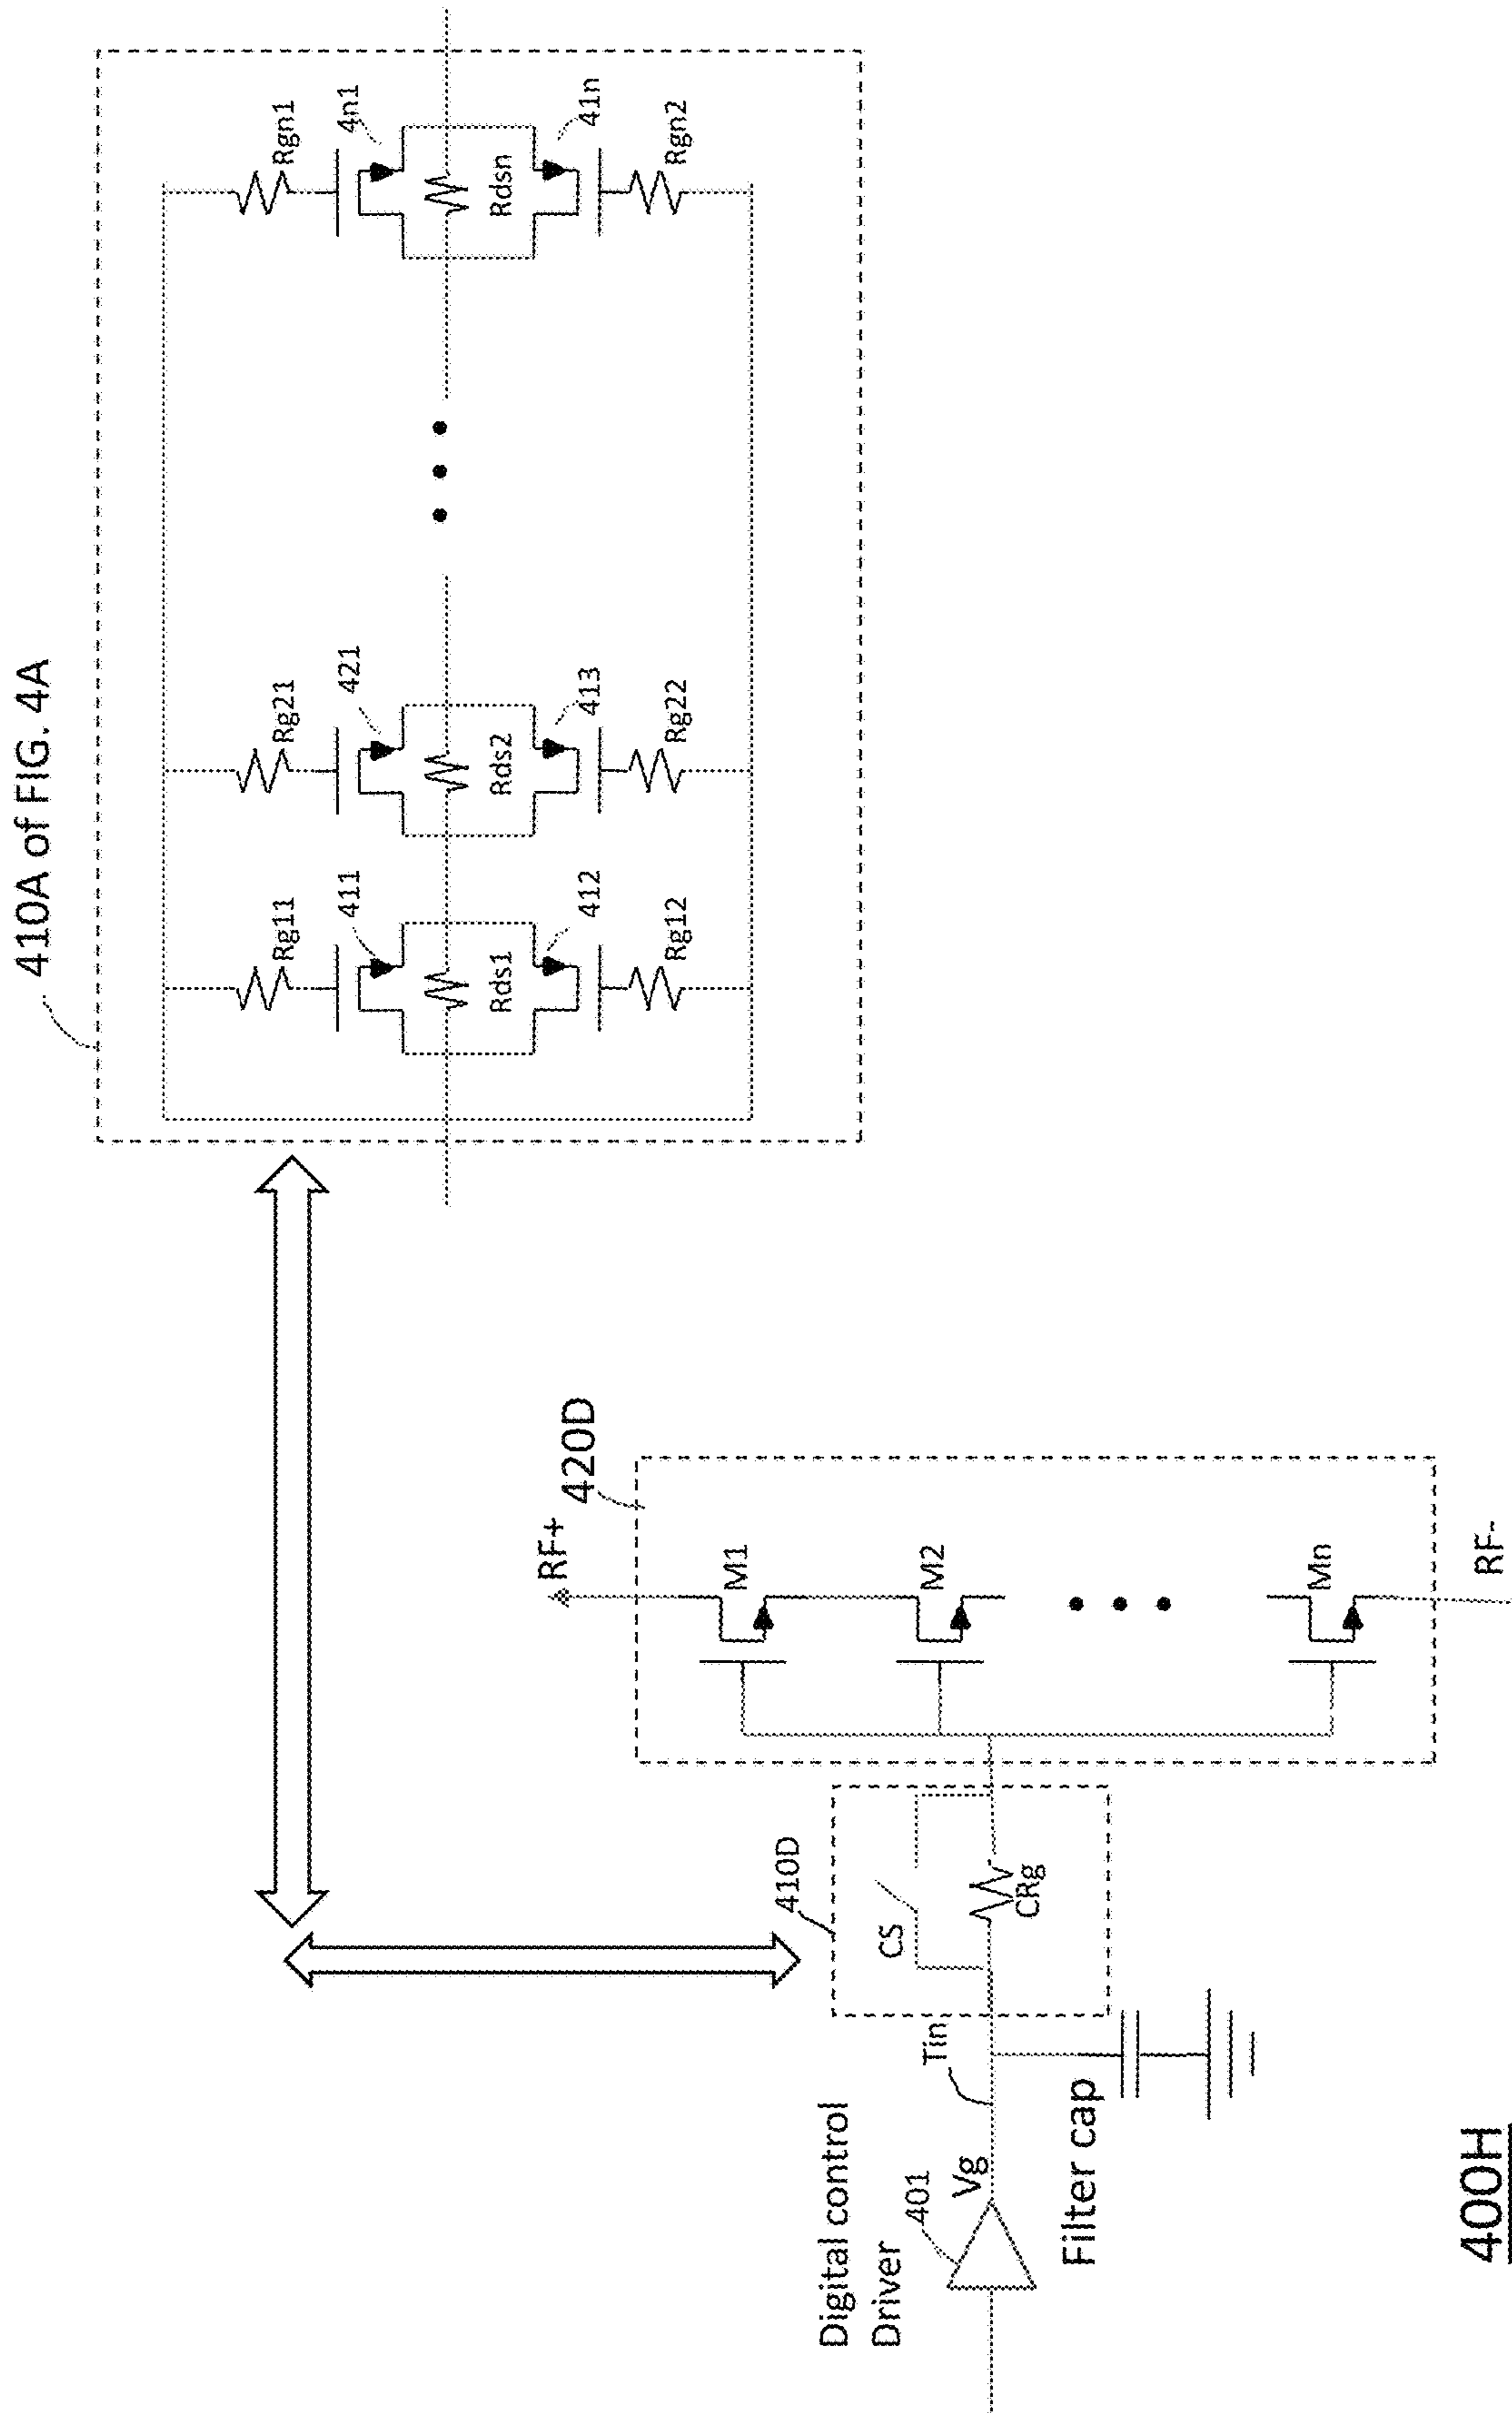 410A of FIG. 4A
Rg11
Rg21
Rgn1
411
421
4n1
Rds1
Rds2
Rdsn
412
413
41n
Rg12
Rg22
Rgn2
RF+
420D
M1
M2
Mn
RF-
410D
CS
CRg
Digital control
Driver
401
Vg
Tin
Filter cap
400H